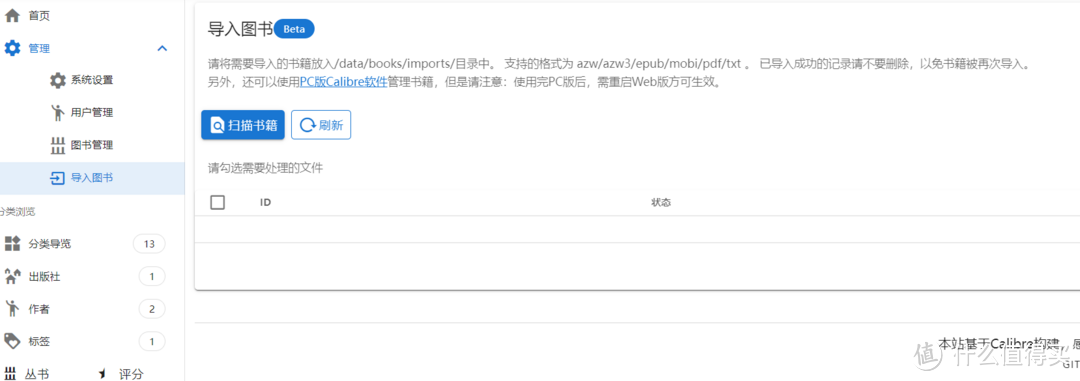 首页
管理
系统设置
用户管理
图书管理
导入图书
分类浏览
分类导览 13
出版社 1
作者 2
标签 1
丛书 评分
导入图书 Beta
请将需要导入的书籍放入/data/books/imports/目录中。 支持的格式为 azw/azw3/epub/mobi/pdf/txt 。 已导入成功的记录请不要删除，以免书籍被再次导入。
另外，还可以使用PC版Calibre软件管理书籍，但是请注意：使用完PC版后，需重启Web版方可生效。
扫描书籍 刷新
请勾选需要处理的文件
ID 状态
本站基于Calibre构建，感
GIT
值 什么值得买